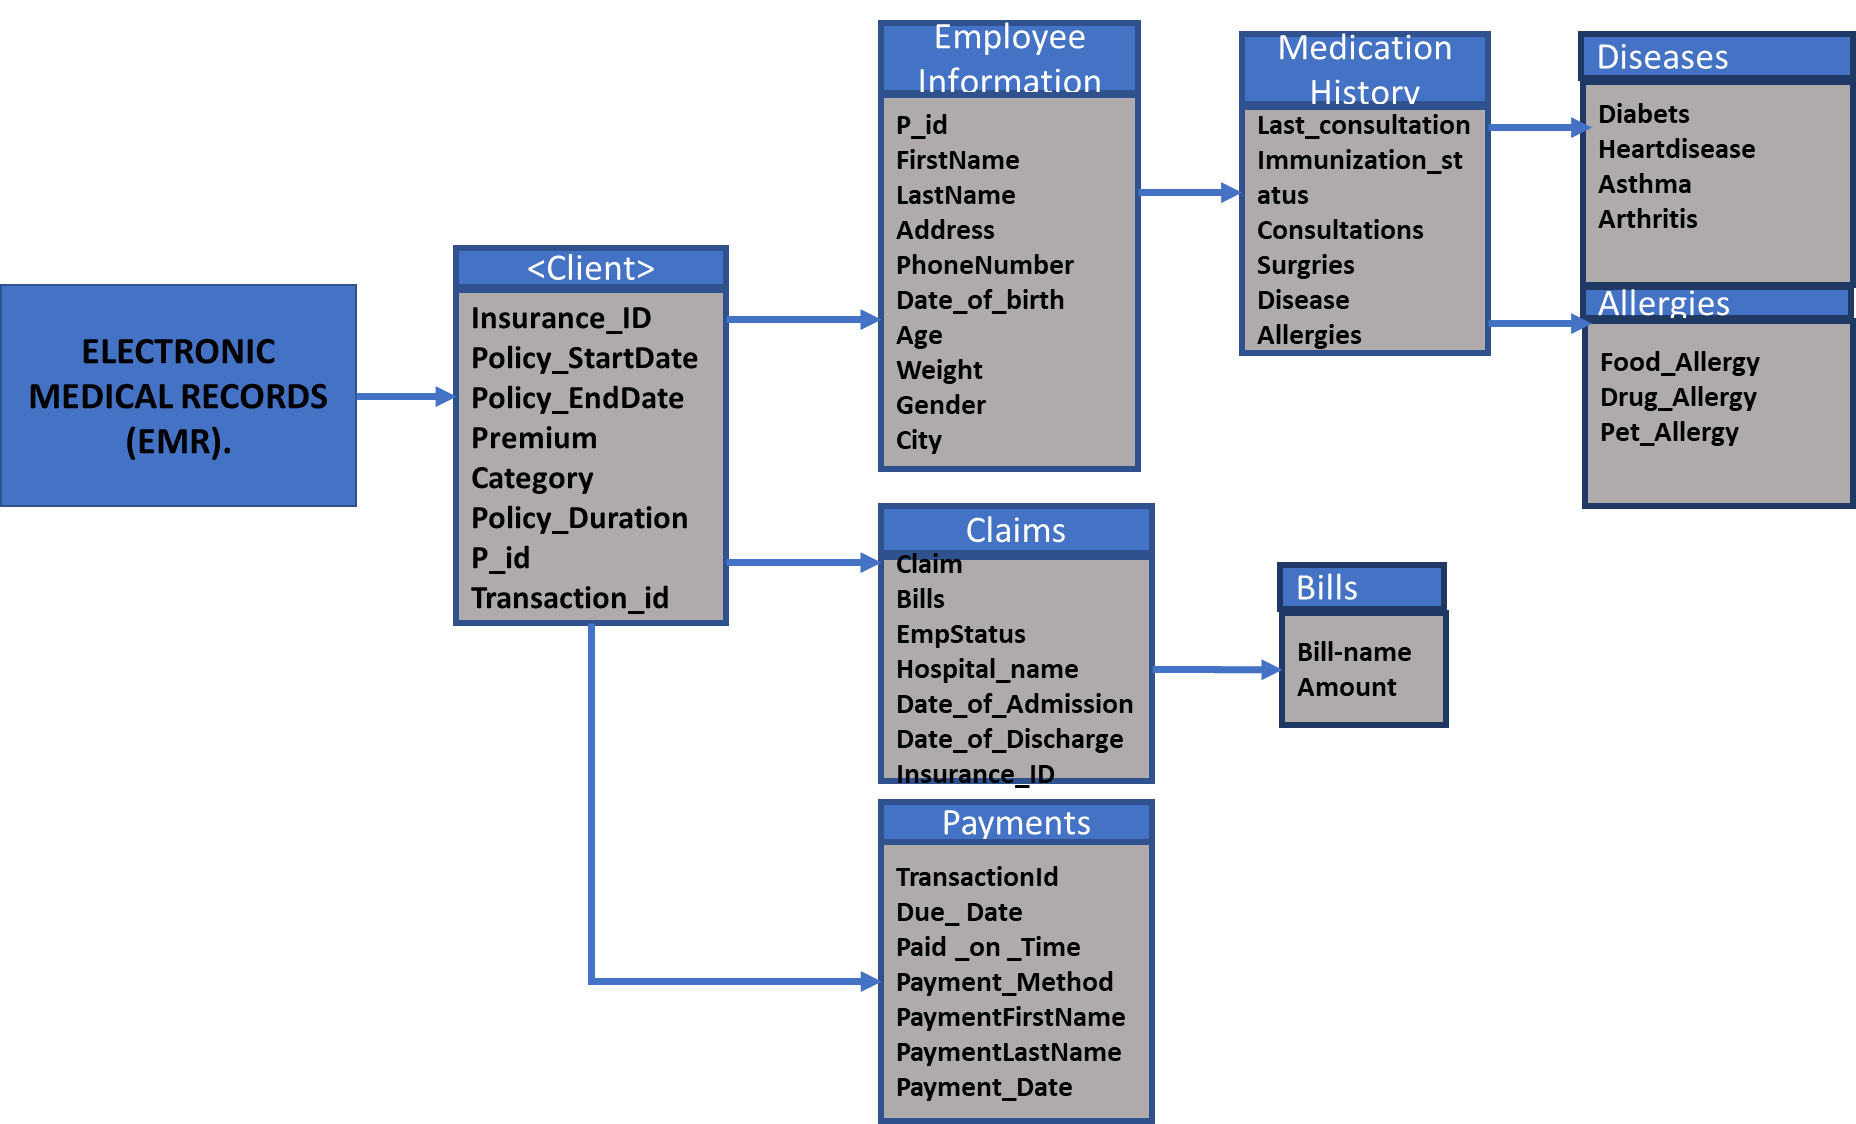 ELECTRONIC
MEDICAL RECORDS
(EMR).
<Client>
Insurance_ID
Policy_StartDate
Policy_EndDate
Premium
Category
Policy_Duration
P_id
Transaction_id
Employee
Information
P_id
FirstName
LastName
Address
PhoneNumber
Date_of_birth
Age
Weight
Gender
City
Medication
History
Last_consultation
Immunization_st
atus
Consultations
Surgries
Disease
Allergies
Diseases
Diabets
Heartdisease
Asthma
Arthritis
Allergies
Food_Allergy
Drug_Allergy
Pet_Allergy
Claims
Claim
Bills
EmpStatus
Hospital_name
Date_of_Admission
Date_of_Discharge
Insurance_ID
Bills
Bill-name
Amount
Payments
TransactionId
Due_ Date
Paid _on _Time
Payment_Method
PaymentFirstName
PaymentLastName
Payment_Date